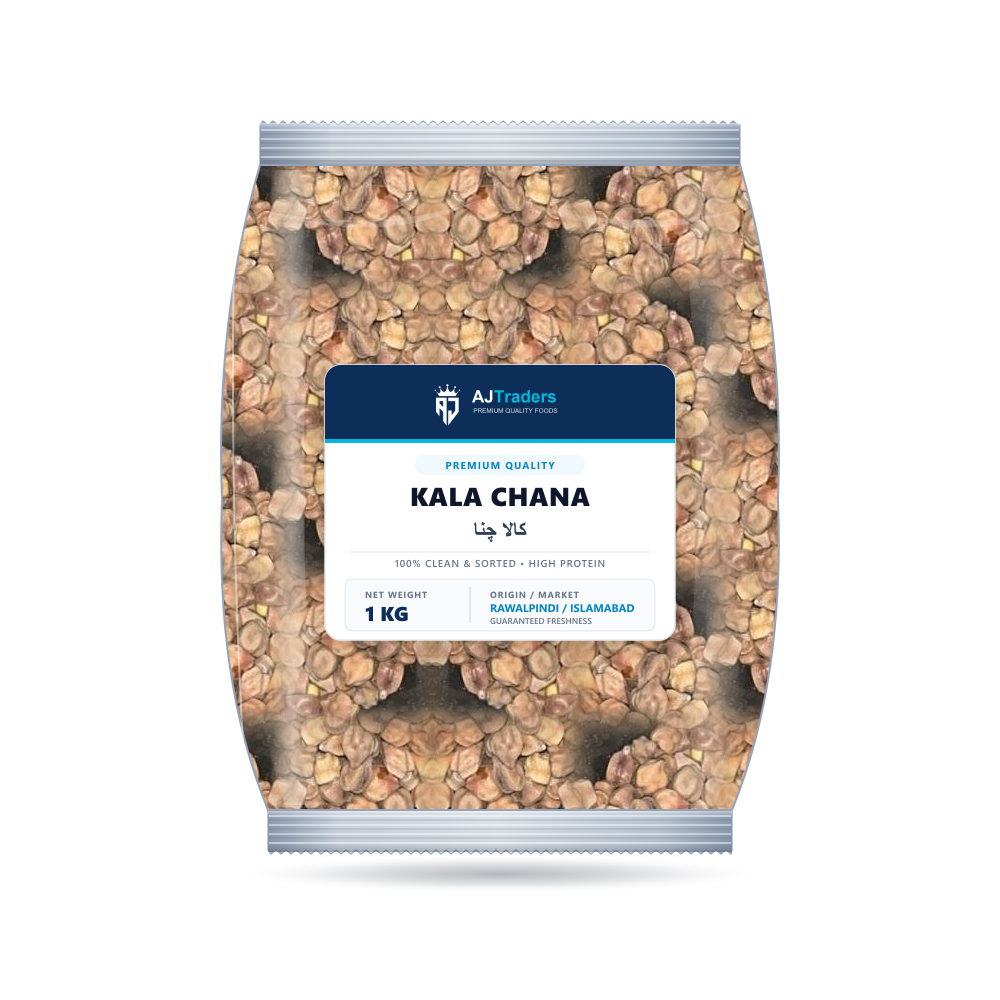 AJTraders
PREMIUM QUALITY FOODS
PREMIUM QUALITY
KALA CHANA
کالا چنا
100% CLEAN & SORTED • HIGH PROTEIN
NET WEIGHT
1 KG
ORIGIN / MARKET
RAWALPINDI / ISLAMABAD
GUARANTEED FRESHNESS